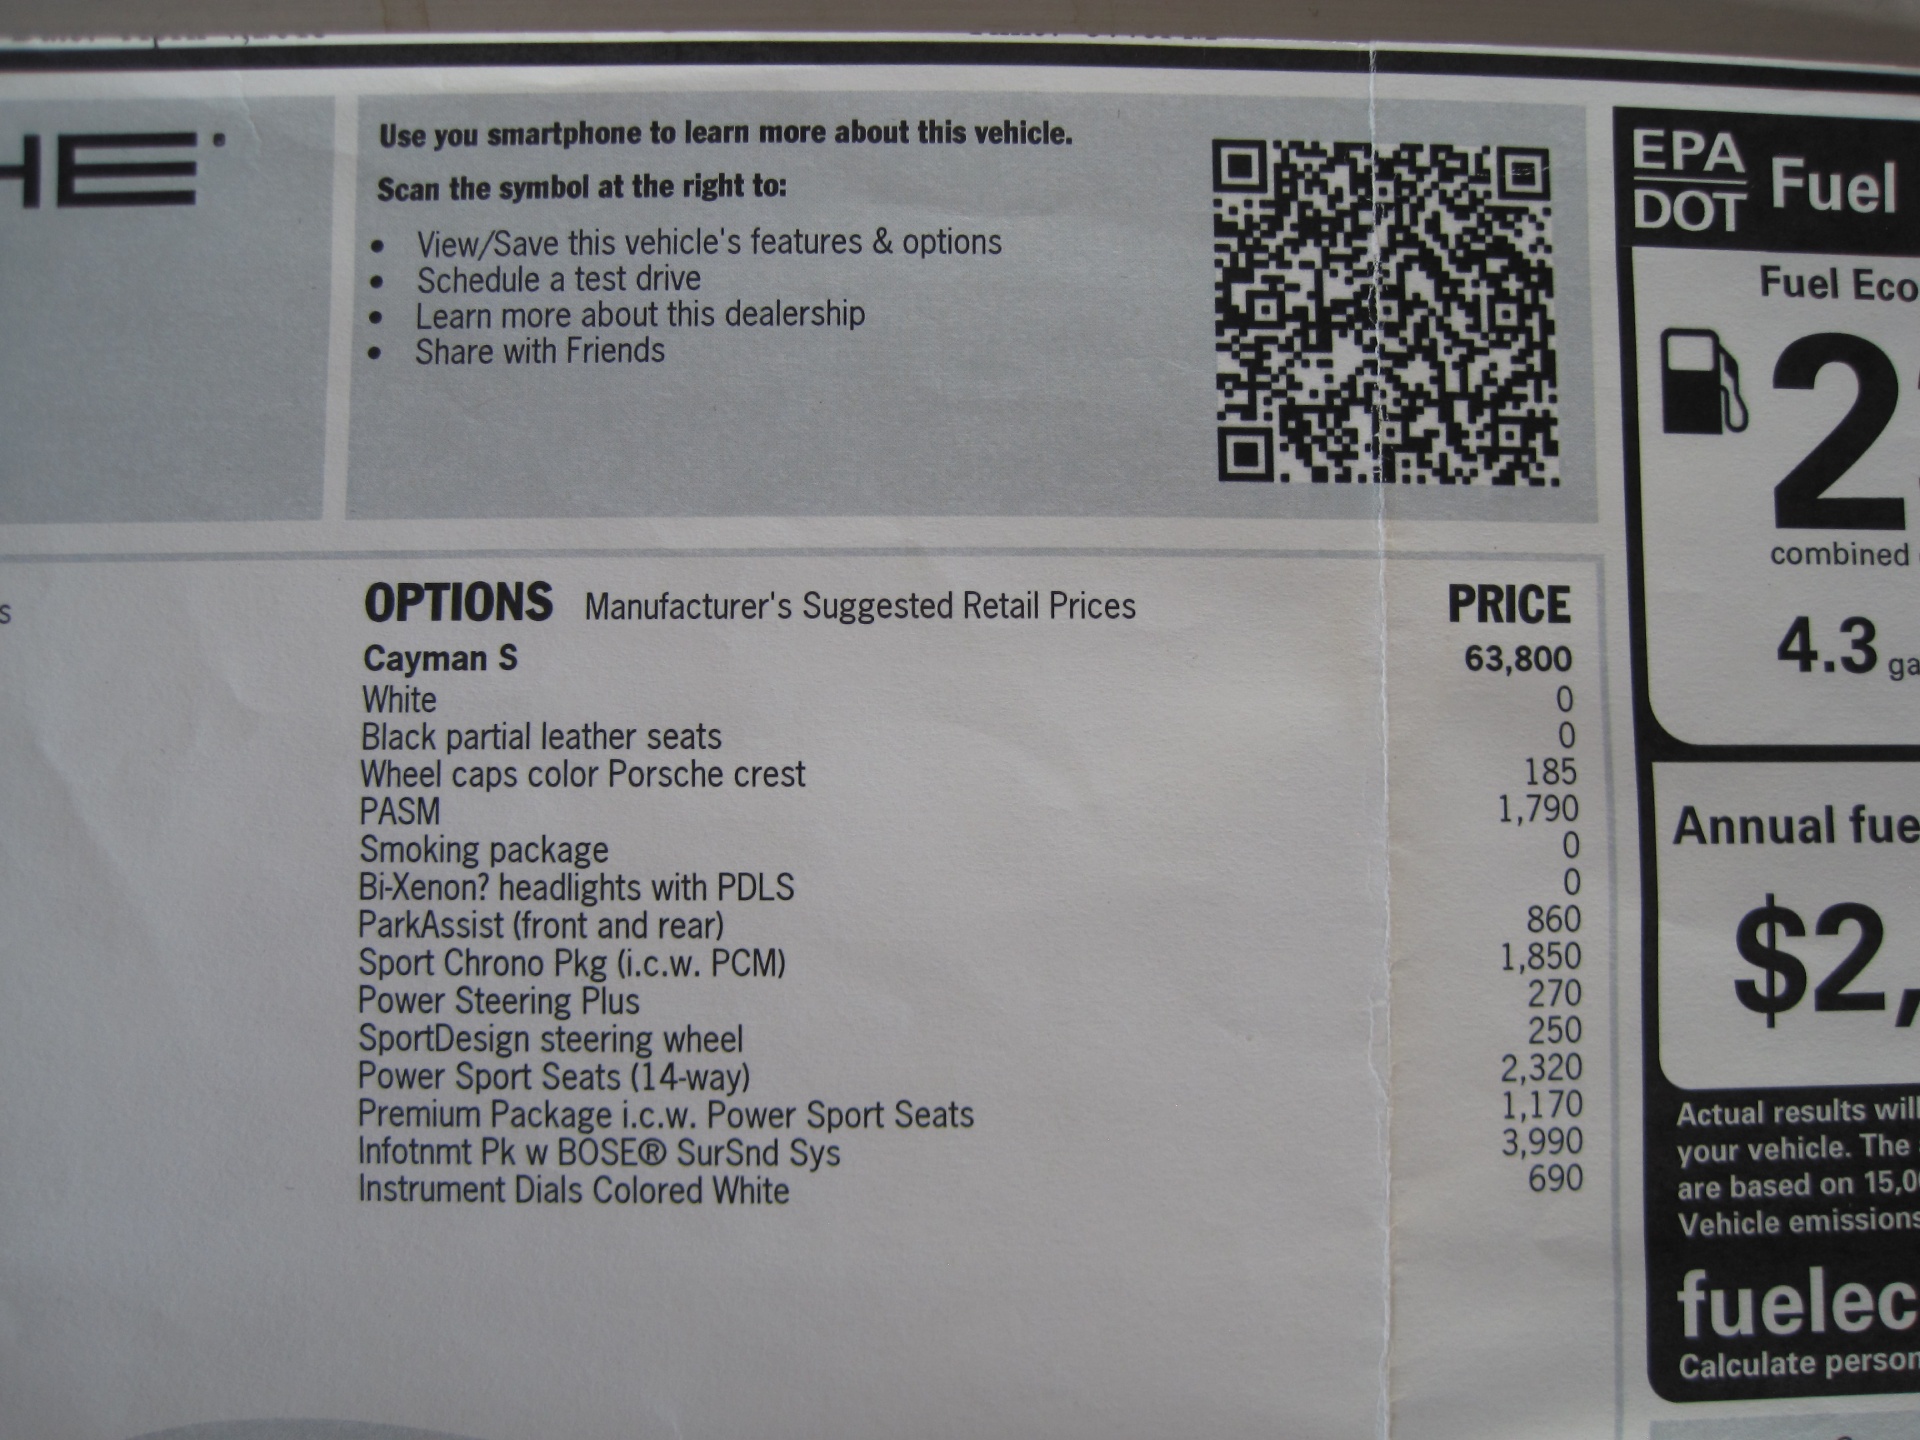 HE
Use you smartphone to learn more about this vehicle.
Scan the symbol at the right to:
• View/Save this vehicle's features & options
• Schedule a test drive
• Learn more about this dealership
• Share with Friends
OPTIONS Manufacturer's Suggested Retail Prices PRICE
Cayman S 63,800
White 0
Black partial leather seats 0
Wheel caps color Porsche crest 185
PASM 1,790
Smoking package 0
Bi-Xenon? headlights with PDLS 0
ParkAssist (front and rear) 860
Sport Chrono Pkg (i.c.w. PCM) 1,850
Power Steering Plus 270
SportDesign steering wheel 250
Power Sport Seats (14-way) 2,320
Premium Package i.c.w. Power Sport Seats 1,170
Infotnmt Pk w BOSE® SurSnd Sys 3,990
Instrument Dials Colored White 690
EPA
DOT
Fuel
Fuel Eco
2
combined
4.3 ga
Annual fue
$2,
Actual results will
your vehicle. The
are based on 15,0
Vehicle emissions
fuelec
Calculate person